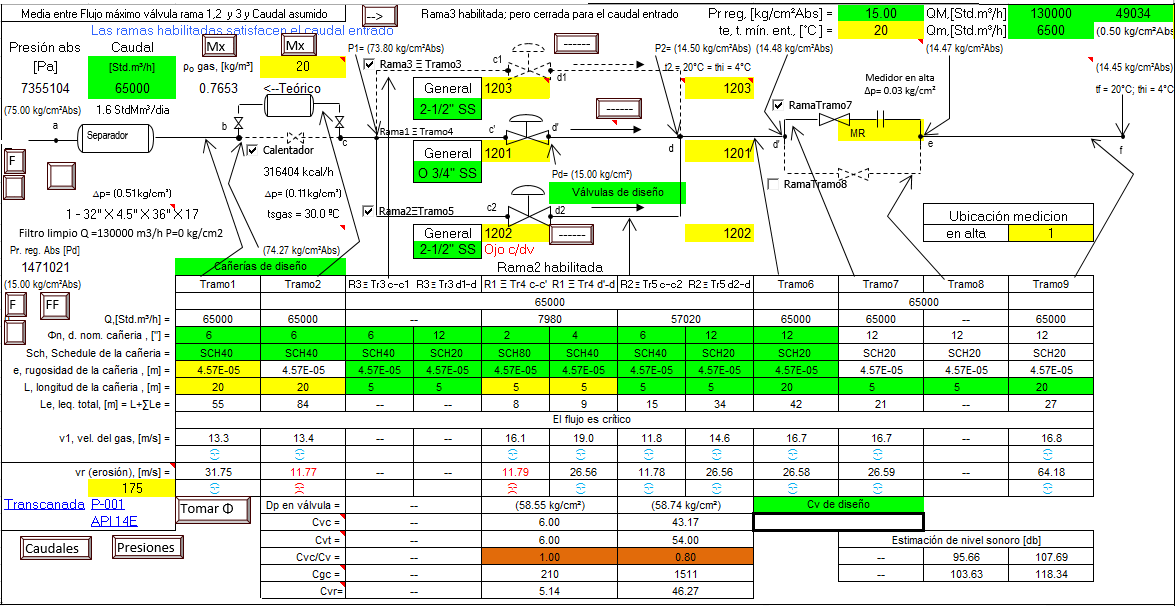 Media entre Flujo máximo válvula rama 1,2 y 3 y Caudal asumido
-->
Rama3 habilitada; pero cerrada para el caudal entrado
Pr reg, [kg/cm²Abs] = 15.00 QM,[Std.m³/h] 130000 49034
Las ramas habilitadas satisfacen el caudal entrado
te, t. mín. ent., [°C] = 20 Qm,[Std.m³/h] 6500 (0.50 kg/cm²Abs)
Presión abs Caudal Mx Mx
P1= (73.80 kg/cm²Abs) ------ P2= (14.50 kg/cm²Abs) (14.48 kg/cm²Abs) (14.47 kg/cm²Abs)
[Pa] [Std.m³/h] ρo gas, [kg/m³] 20
Rama3 Ξ Tramo3 c1 d1 t2 = 20°C = thi = 4°C (14.45 kg/cm²Abs)
7355104 65000 0.7653 <--Teórico
General 1203 1203
Medidor en alta
Δp= 0.03 kg/cm²
tf = 20°C; thi = 4°C
(75.00 kg/cm²Abs) 1.6 StdMm³/dia
2-1/2" SS ------ RamaTramo7
a Separador b c
Rama1 Ξ Tramo4 c' d' d d' MR e f
F Calentador
General 1201 1201
316404 kcal/h
O 3/4" SS Pd= (15.00 kg/cm²)
RamaTramo8
Δp= (0.51kg/cm²) Δp= (0.11kg/cm²)
Válvulas de diseño
1 - 32" X 4.5" X 36" X 17 tsgas = 30.0 ºC
Rama2ΞTramo5 c2 d2
Ubicación medicion
Filtro limpio Q =130000 m3/h P=0 kg/cm2
General 1202 ------ 1202
en alta 1
Pr. reg. Abs [Pd] (74.27 kg/cm²Abs)
2-1/2" SS Ojo c/dv
1471021 Cañerías de diseño Rama2 habilitada
(15.00 kg/cm²Abs)
Tramo1 Tramo2 R3Ξ Tr3 c-c1 R3Ξ Tr3 d1-d R1 Ξ Tr4 c-c' R1 Ξ Tr4 d'-d R2Ξ Tr5 c-c2 R2Ξ Tr5 d2-d Tramo6 Tramo7 Tramo8 Tramo9
F FF
65000 65000
Q,[Std.m³/h] = 65000 65000 -- 7980 57020 65000 65000 -- 65000
Φn, d. nom. cañeria , ["] = 6 6 6 12 2 4 6 12 12 12 12 12
Sch, Schedule de la cañeria = SCH40 SCH40 SCH40 SCH20 SCH80 SCH40 SCH40 SCH20 SCH20 SCH20 SCH20 SCH20
e, rugosidad de la cañeria , [m] = 4.57E-05 4.57E-05 4.57E-05 4.57E-05 4.57E-05 4.57E-05 4.57E-05 4.57E-05 4.57E-05 4.57E-05 4.57E-05 4.57E-05
L, longitud de la cañeria , [m] = 20 20 5 5 5 5 5 5 20 5 5 20
Le, leq. total, [m] = L+∑Le = 55 84 -- -- 8 9 15 34 42 21 -- 27
El flujo es crítico
v1, vel. del gas, [m/s] = 13.3 13.4 -- -- 16.1 19.0 11.8 14.6 16.7 16.7 -- 16.8
vr (erosión), [m/s] = 31.75 11.77 -- -- 11.79 26.56 11.78 26.56 26.58 26.59 -- 64.18
175
Transcanada P-001 Tomar Φ Dp en válvula = -- (58.55 kg/cm²) (58.74 kg/cm²) Cv de diseño
API 14E Cvc = -- 6.00 43.17
Cvt = -- 6.00 54.00 Estimación de nivel sonoro [db]
Caudales Presiones Cvc/Cv = -- 1.00 0.80 -- 95.66 107.69
Cgc = -- 210 1511 -- 103.63 118.34
Cvr= -- 5.14 46.27